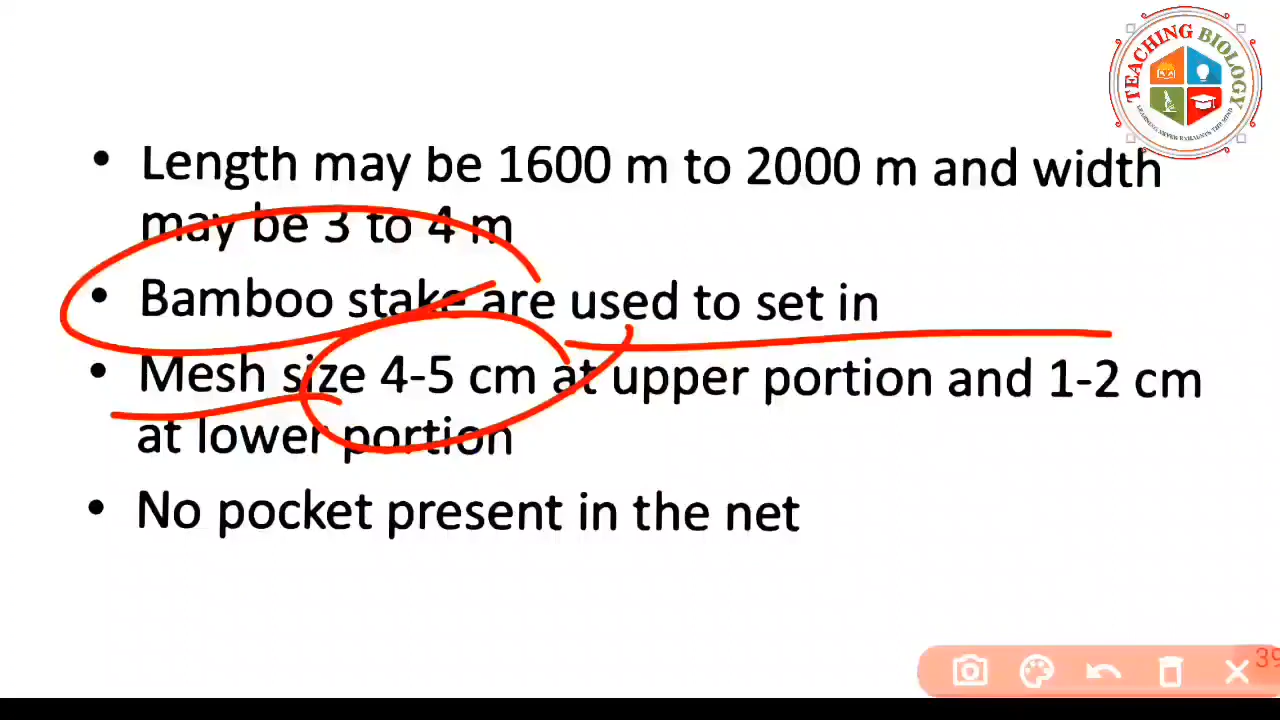 TEACHING BIOLOGY
• Length may be 1600 m to 2000 m and width
may be 3 to 4 m
• Bamboo stake are used to set in
• Mesh size 4-5 cm at upper portion and 1-2 cm
at lower portion
• No pocket present in the net
39